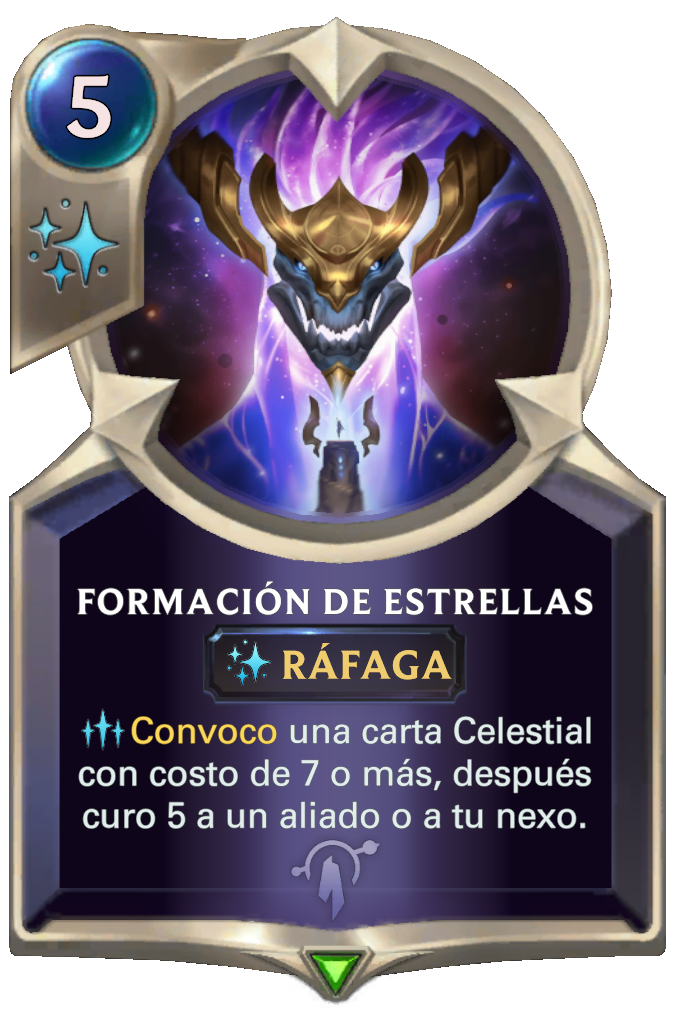 5
FORMACIÓN DE ESTRELLAS
RÁFAGA
Convoco una carta Celestial
con costo de 7 o más, después
curo 5 a un aliado o a tu nexo.